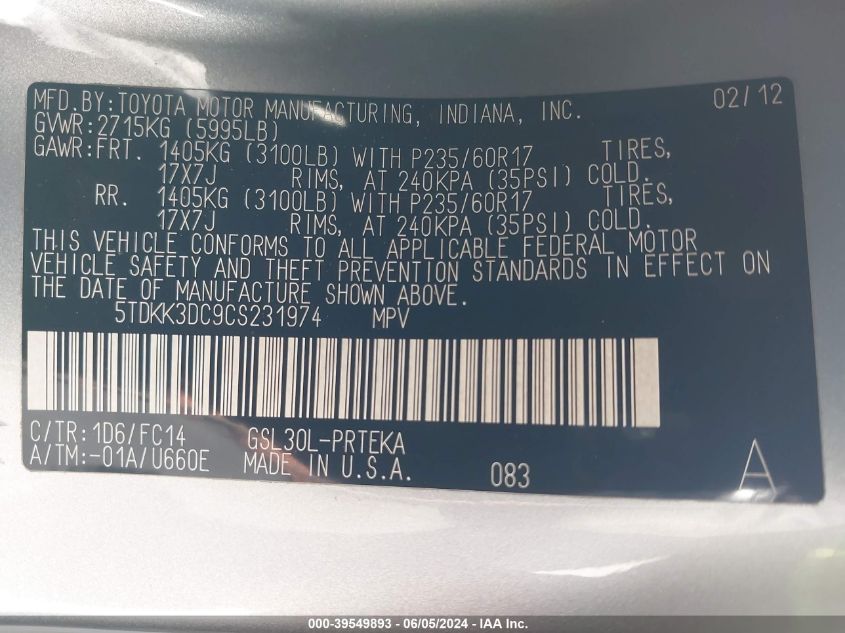 MFD.BY:TOYOTA MOTOR MANUFACTURING, INDIANA, INC. 02/12
GVWR:2715KG (5995LB)
GAWR:FRT. 1405KG (3100LB) WITH P235/60R17 TIRES,
17X7J RIMS, AT 240KPA (35PSI) COLD.
RR. 1405KG (3100LB) WITH P235/60R17 TIRES,
17X7J RIMS, AT 240KPA (35PSI) COLD.
THIS VEHICLE CONFORMS TO ALL APPLICABLE FEDERAL MOTOR
VEHICLE SAFETY AND THEFT PREVENTION STANDARDS IN EFFECT ON
THE DATE OF MANUFACTURE SHOWN ABOVE.
5TDKK3DC9CS231974 MPV
C/TR:1D6/FC14 GSL30L-PRTEKA
A/TM:-01A/U660E MADE IN U.S.A. 083 A
000-39549893 - 06/05/2024 - IAA Inc.